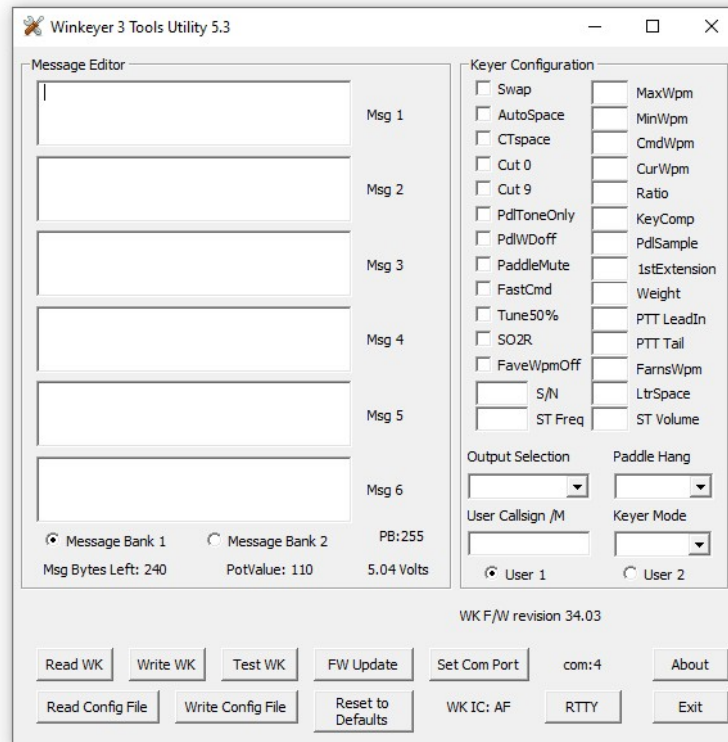 Winkeyer 3 Tools Utility 5.3
Message Editor
Msg 1
Msg 2
Msg 3
Msg 4
Msg 5
Msg 6
Message Bank 1
Message Bank 2
PB:255
Msg Bytes Left: 240
PotValue: 110
5.04 Volts
Keyer Configuration
Swap
MaxWpm
AutoSpace
MinWpm
CTspace
CmdWpm
Cut 0
CurWpm
Cut 9
Ratio
PdlToneOnly
KeyComp
PdlWDoff
PdlSample
PaddleMute
1stExtension
FastCmd
Weight
Tune50%
PTT LeadIn
SO2R
PTT Tail
FaveWpmOff
FarnsWpm
S/N
LtrSpace
ST Freq
ST Volume
Output Selection
Paddle Hang
User Callsign /M
Keyer Mode
User 1
User 2
WK F/W revision 34.03
Read WK
Write WK
Test WK
FW Update
Set Com Port
com:4
About
Read Config File
Write Config File
Reset to
Defaults
WK IC: AF
RTTY
Exit